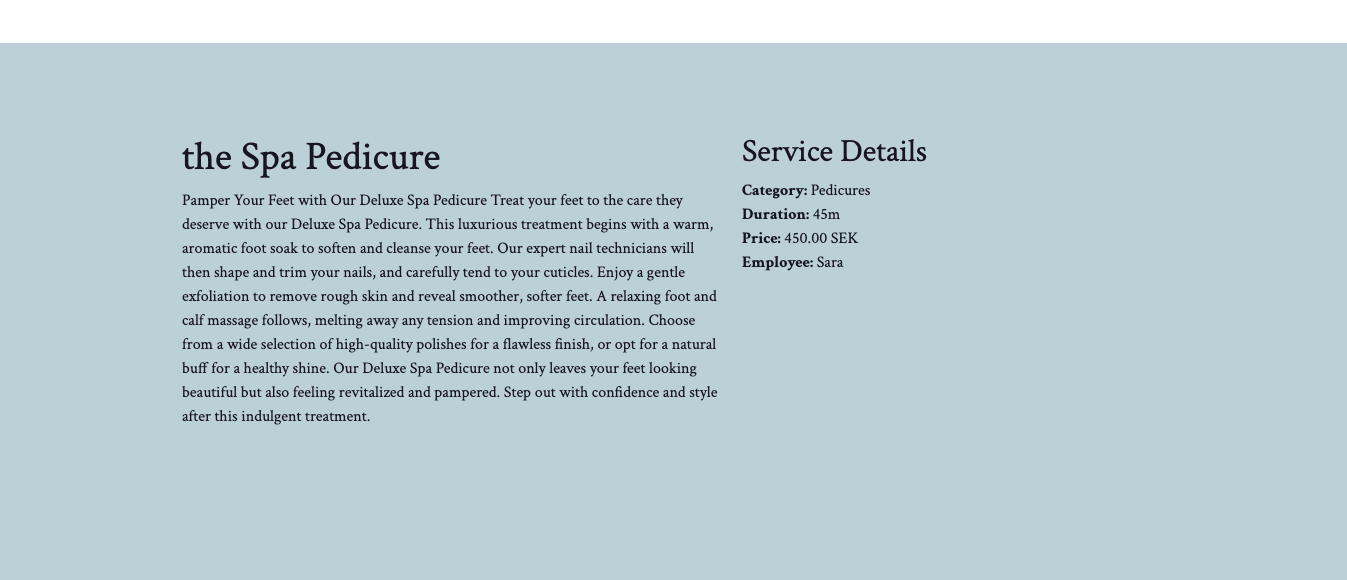 the Spa Pedicure
Pamper Your Feet with Our Deluxe Spa Pedicure Treat your feet to the care they
deserve with our Deluxe Spa Pedicure. This luxurious treatment begins with a warm,
aromatic foot soak to soften and cleanse your feet. Our expert nail technicians will
then shape and trim your nails, and carefully tend to your cuticles. Enjoy a gentle
exfoliation to remove rough skin and reveal smoother, softer feet. A relaxing foot and
calf massage follows, melting away any tension and improving circulation. Choose
from a wide selection of high-quality polishes for a flawless finish, or opt for a natural
buff for a healthy shine. Our Deluxe Spa Pedicure not only leaves your feet looking
beautiful but also feeling revitalized and pampered. Step out with confidence and style
after this indulgent treatment.
Service Details
Category: Pedicures
Duration: 45m
Price: 450.00 SEK
Employee: Sara